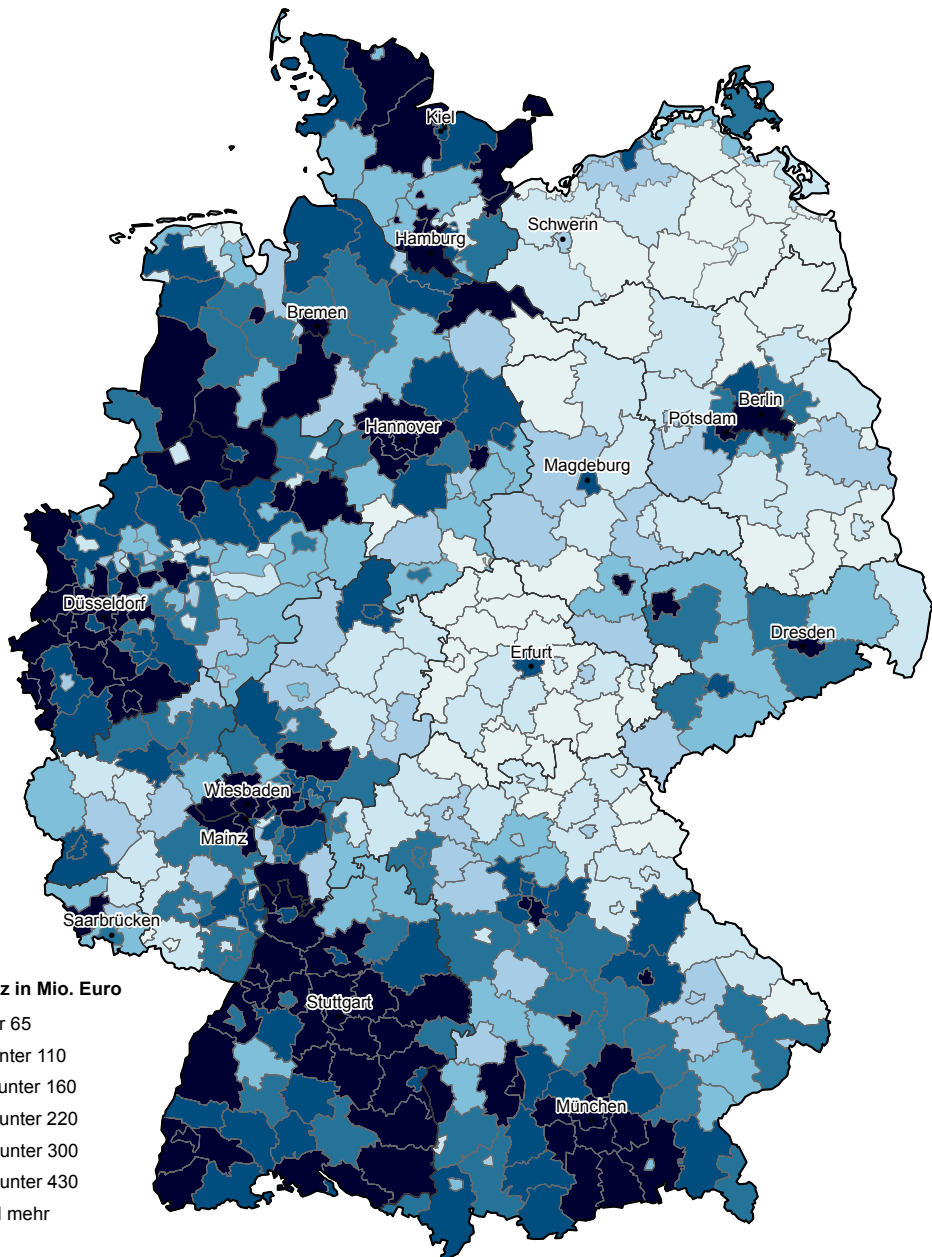 Kiel
Schwerin
Hamburg
Bremen
Berlin
Potsdam
Hannover
Magdeburg
Düsseldorf
Dresden
Erfurt
Wiesbaden
Mainz
Saarbrücken
Stuttgart
München
z in Mio. Euro
r 65
nter 110
unter 160
unter 220
unter 300
unter 430
mehr